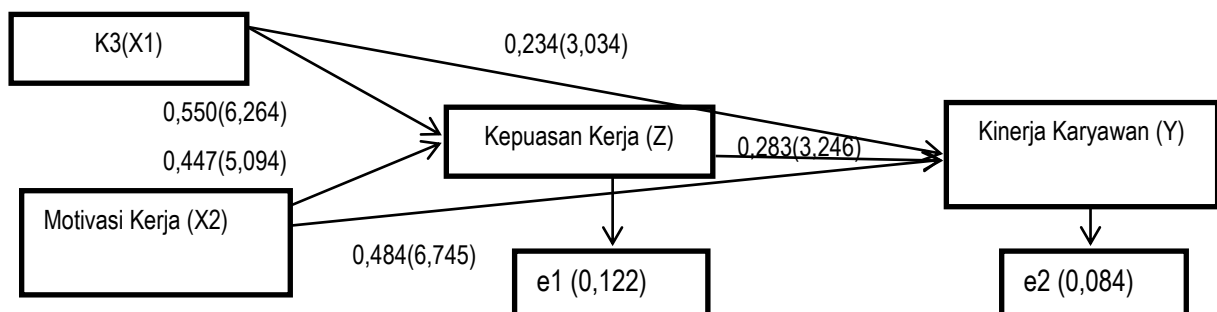 K3(X1)
0,234(3,034)
0,550(6,264)
Kepuasan Kerja (Z)
Kinerja Karyawan (Y)
0,283(3,246)
0,447(5,094)
Motivasi Kerja (X2)
0,484(6,745)
e1 (0,122)
e2 (0,084)